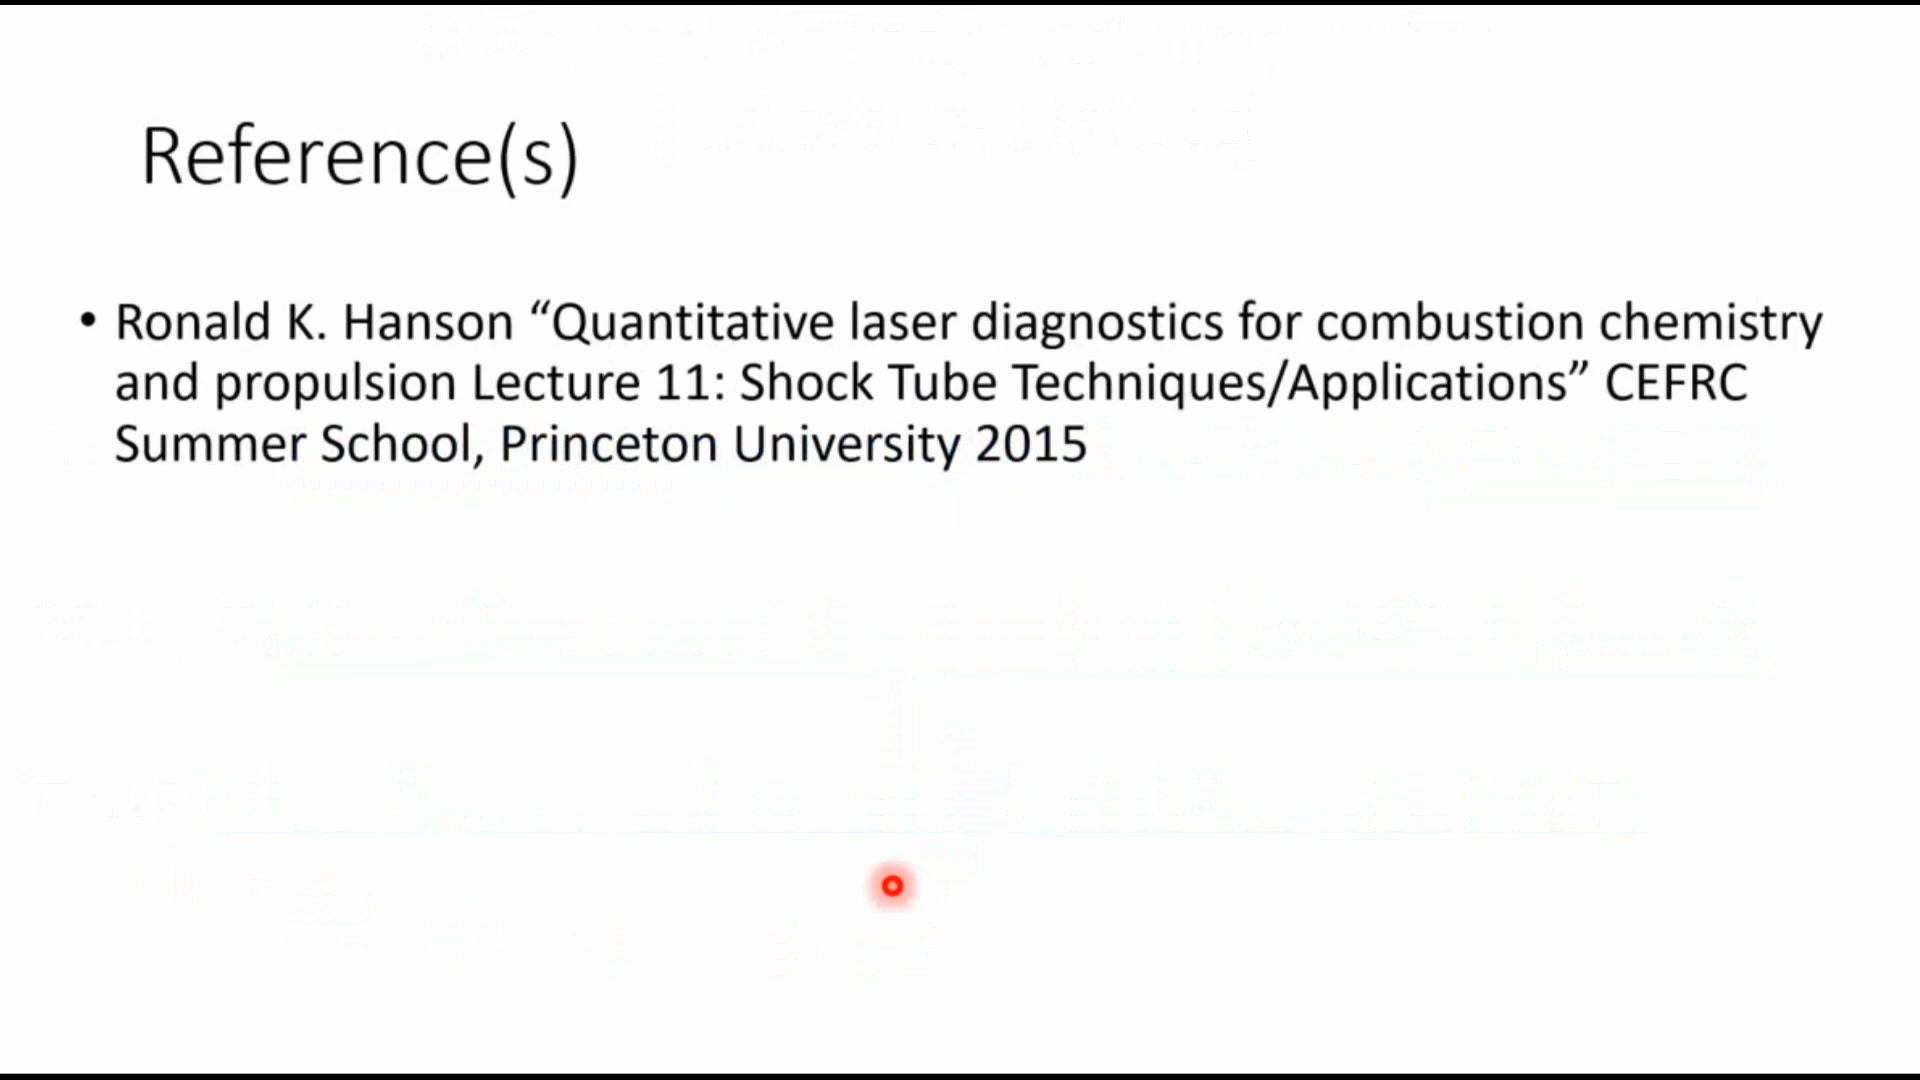 Reference(s)
• Ronald K. Hanson “Quantitative laser diagnostics for combustion chemistry
and propulsion Lecture 11: Shock Tube Techniques/Applications” CEFRC
Summer School, Princeton University 2015